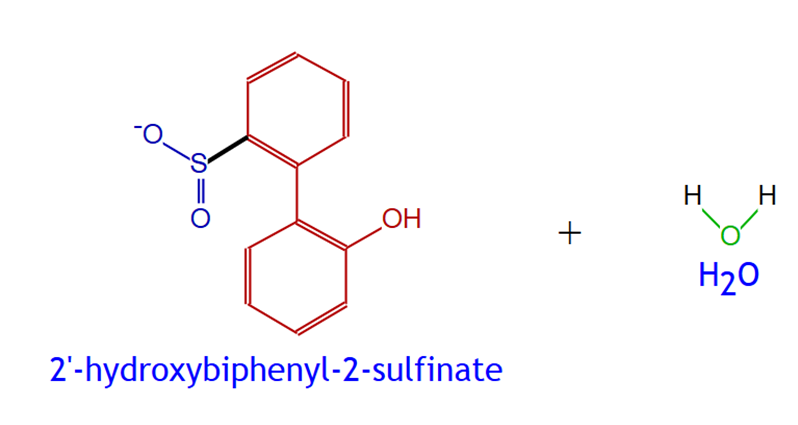 ⁻O
S
O
OH
+
H H
O
H₂O
2'-hydroxybiphenyl-2-sulfinate